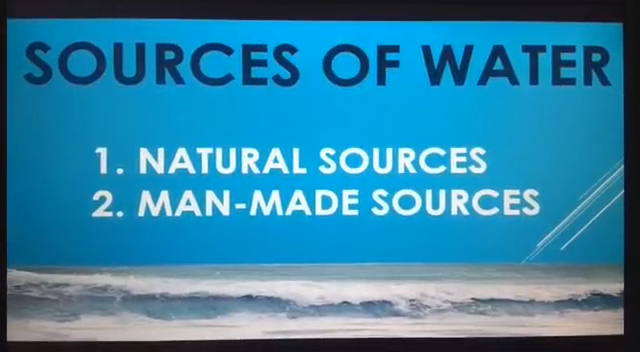 SOURCES OF WATER
1. NATURAL SOURCES
2. MAN-MADE SOURCES